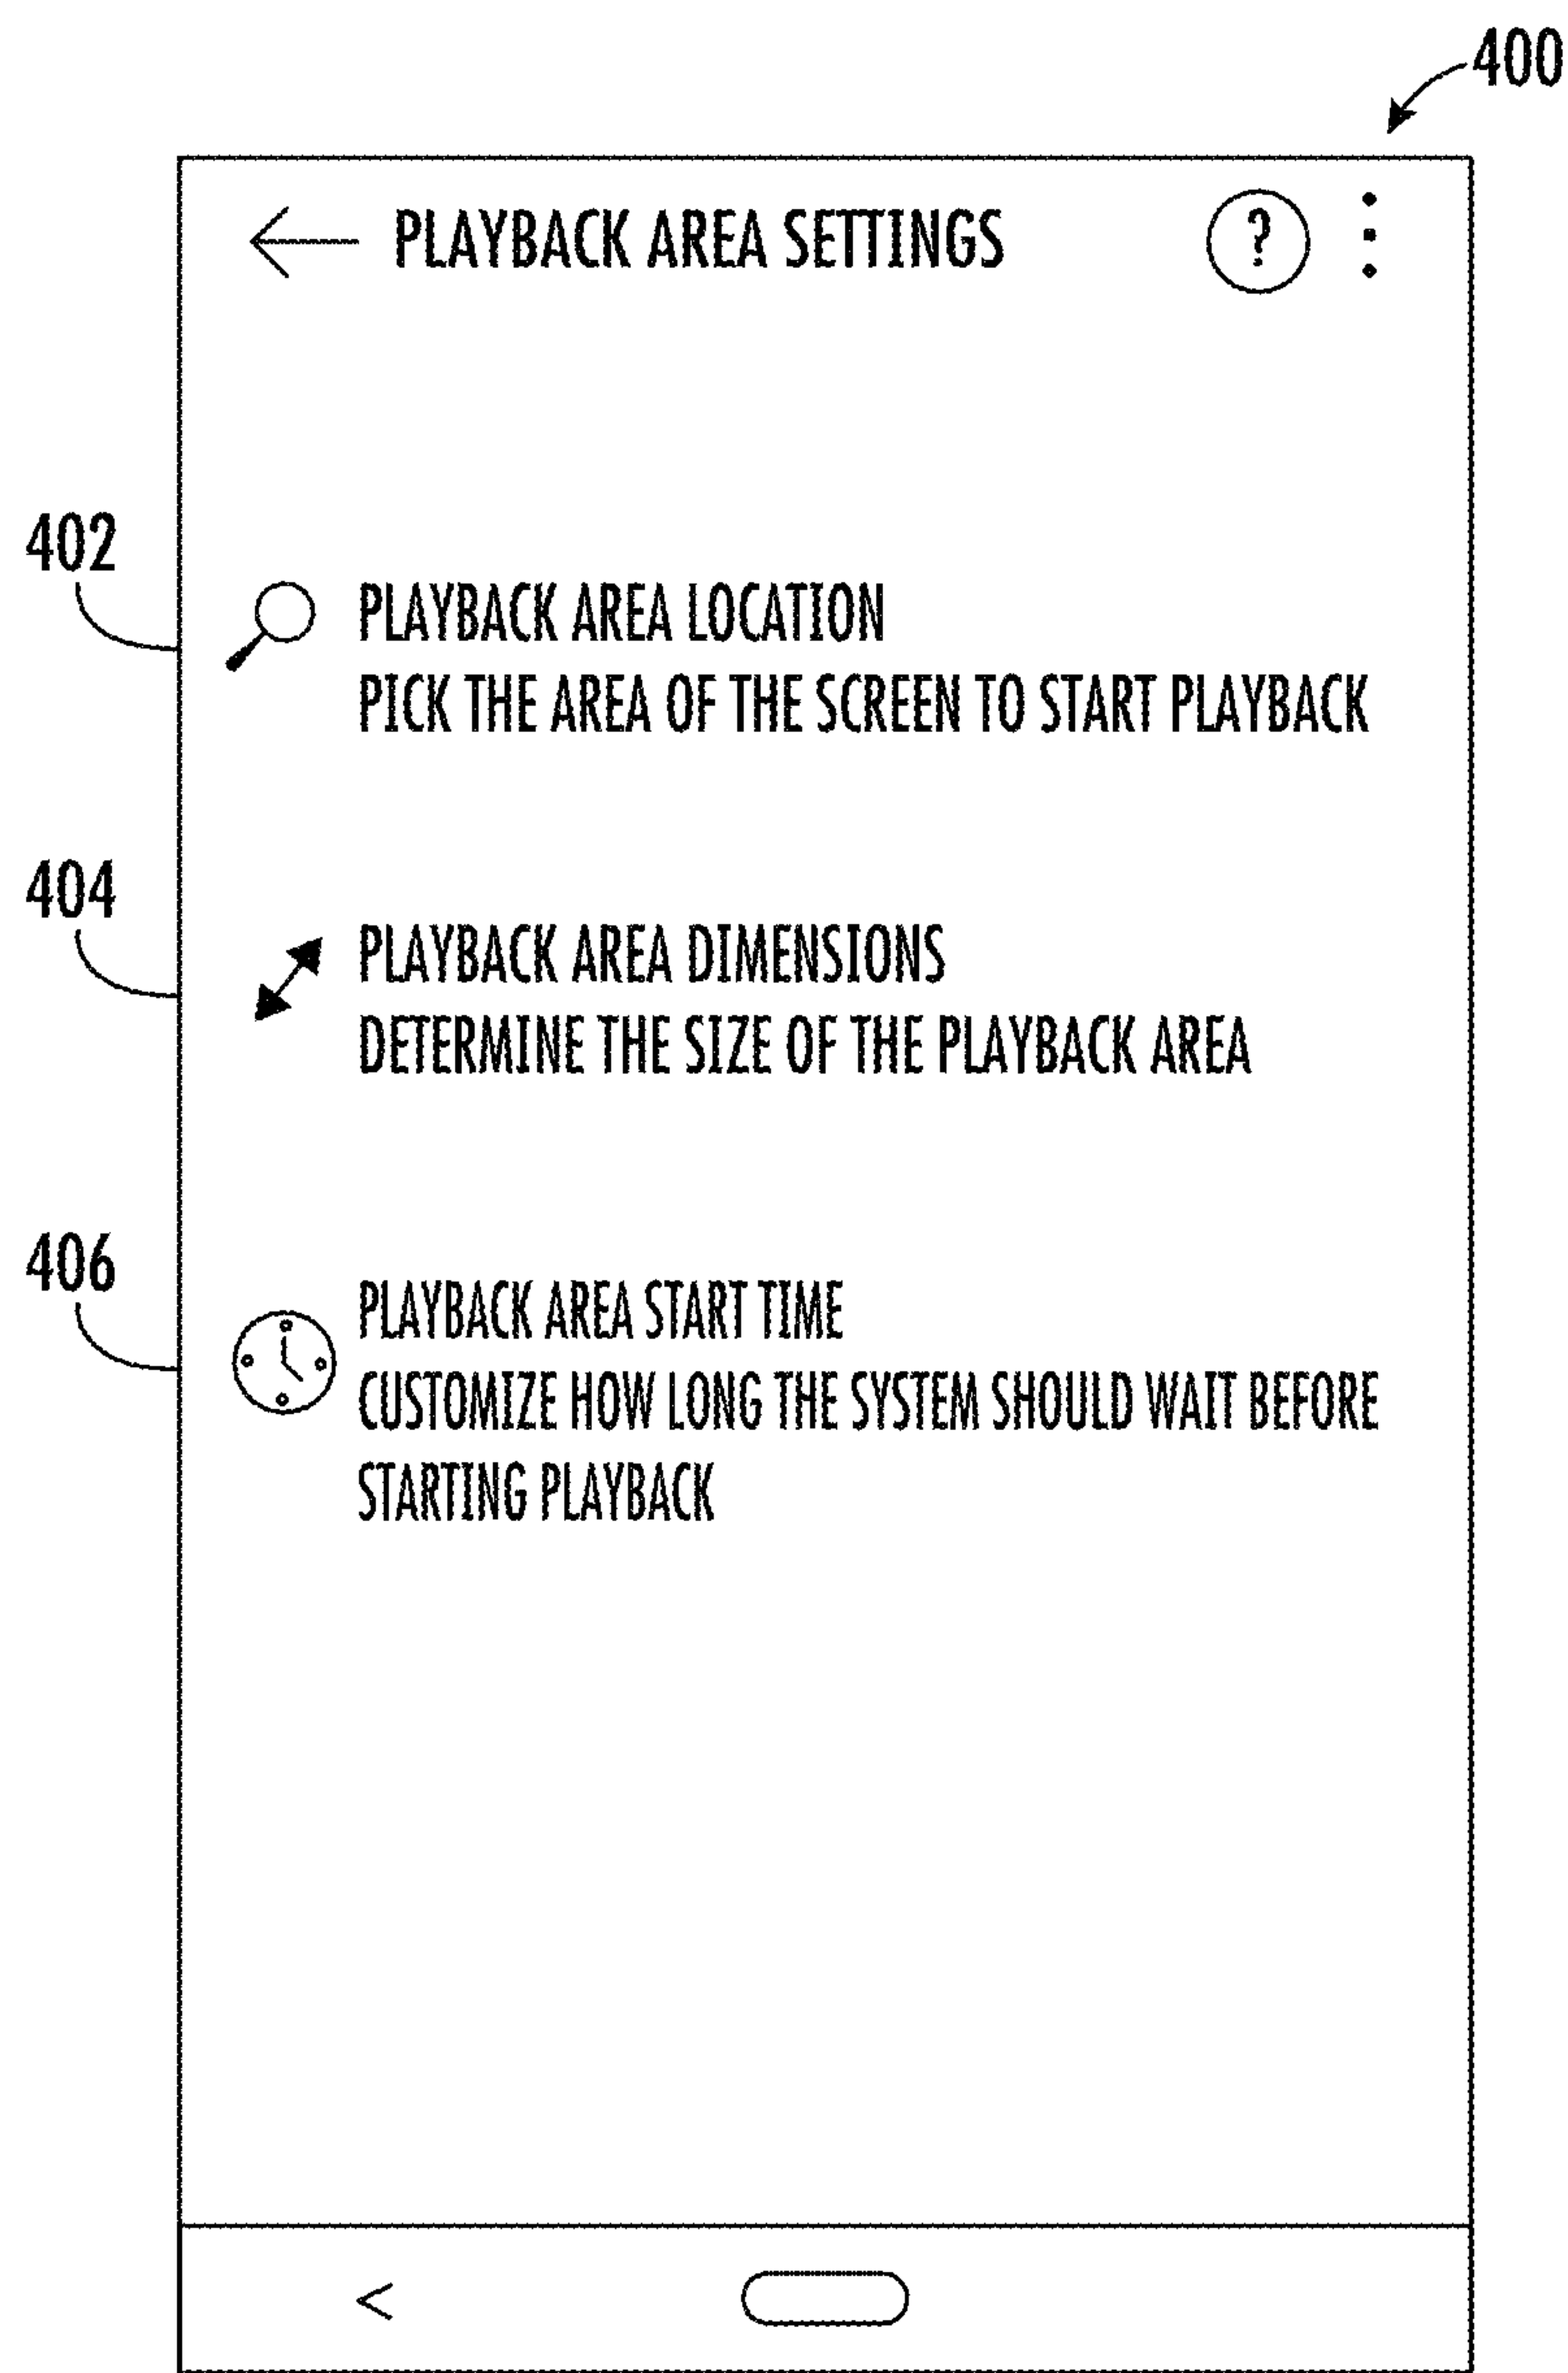 400
PLAYBACK AREA SETTINGS ?
402
PLAYBACK AREA LOCATION
PICK THE AREA OF THE SCREEN TO START PLAYBACK
404
PLAYBACK AREA DIMENSIONS
DETERMINE THE SIZE OF THE PLAYBACK AREA
406
PLAYBACK AREA START TIME
CUSTOMIZE HOW LONG THE SYSTEM SHOULD WAIT BEFORE
STARTING PLAYBACK